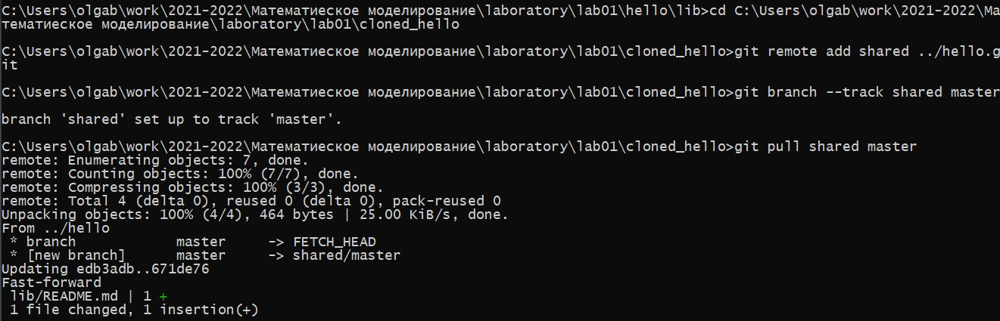 C:\Users\olgab\work\2021-2022\Математиеское моделирование\laboratory\lab01\hello\lib>cd C:\Users\olgab\work\2021-2022\Ма
тематиеское моделирование\laboratory\lab01\cloned_hello
C:\Users\olgab\work\2021-2022\Математиеское моделирование\laboratory\lab01\cloned_hello>git remote add shared ../hello.g
it
C:\Users\olgab\work\2021-2022\Математиеское моделирование\laboratory\lab01\cloned_hello>git branch --track shared master
branch 'shared' set up to track 'master'.
C:\Users\olgab\work\2021-2022\Математиеское моделирование\laboratory\lab01\cloned_hello>git pull shared master
remote: Enumerating objects: 7, done.
remote: Counting objects: 100% (7/7), done.
remote: Compressing objects: 100% (3/3), done.
remote: Total 4 (delta 0), reused 0 (delta 0), pack-reused 0
Unpacking objects: 100% (4/4), 464 bytes | 25.00 KiB/s, done.
From ../hello
 * branch            master     -> FETCH_HEAD
 * [new branch]      master     -> shared/master
Updating edb3adb..671de76
Fast-forward
 lib/README.md | 1 +
 1 file changed, 1 insertion(+)